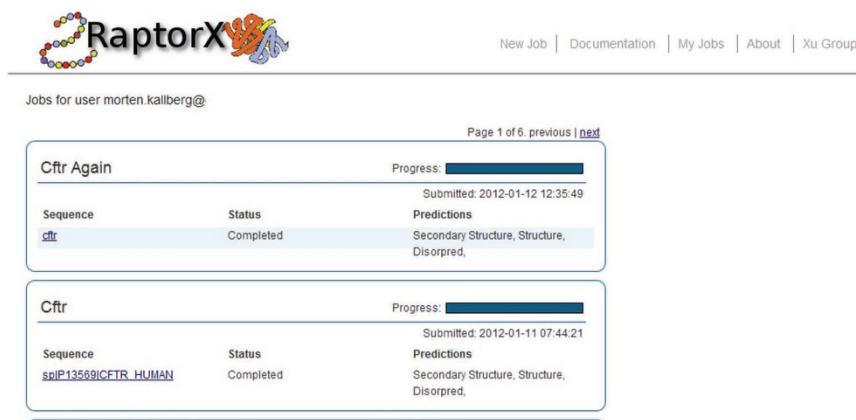 RaptorX
New Job | Documentation | My Jobs | About | Xu Group
Jobs for user morten.kallberg@
Page 1 of 6. previous | next
Cftr Again Progress:
Submitted: 2012-01-12 12:35:49
Sequence Status Predictions
cftr Completed Secondary Structure, Structure,
Disorpred,
Cftr Progress:
Submitted: 2012-01-11 07:44:21
Sequence Status Predictions
sp|P13569|CFTR_HUMAN Completed Secondary Structure, Structure,
Disorpred,